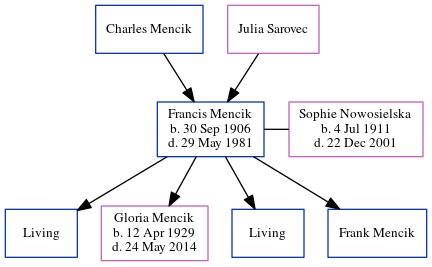 Charles Mencik
Julia Sarovec
Francis Mencik
b. 30 Sep 1906
d. 29 May 1981
Sophie Nowosielska
b. 4 Jul 1911
d. 22 Dec 2001
Living
Gloria Mencik
b. 12 Apr 1929
d. 24 May 2014
Living
Frank Mencik